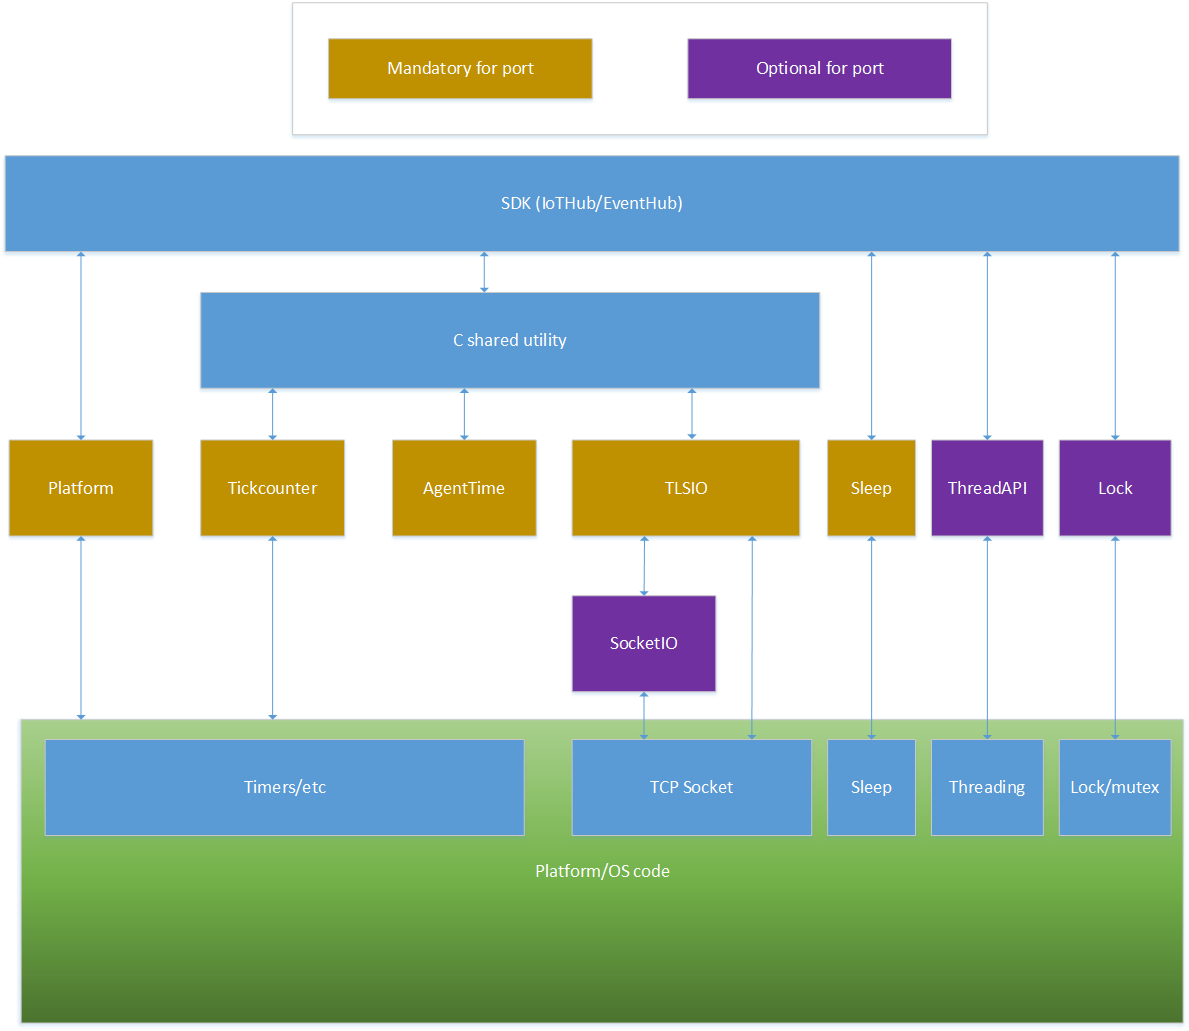 Mandatory for port
Optional for port
SDK (IoTHub/EventHub)
C shared utility
Platform
Tickcounter
AgentTime
TLSIO
Sleep
ThreadAPI
Lock
SocketIO
Timers/etc
TCP Socket
Sleep
Threading
Lock/mutex
Platform/OS code